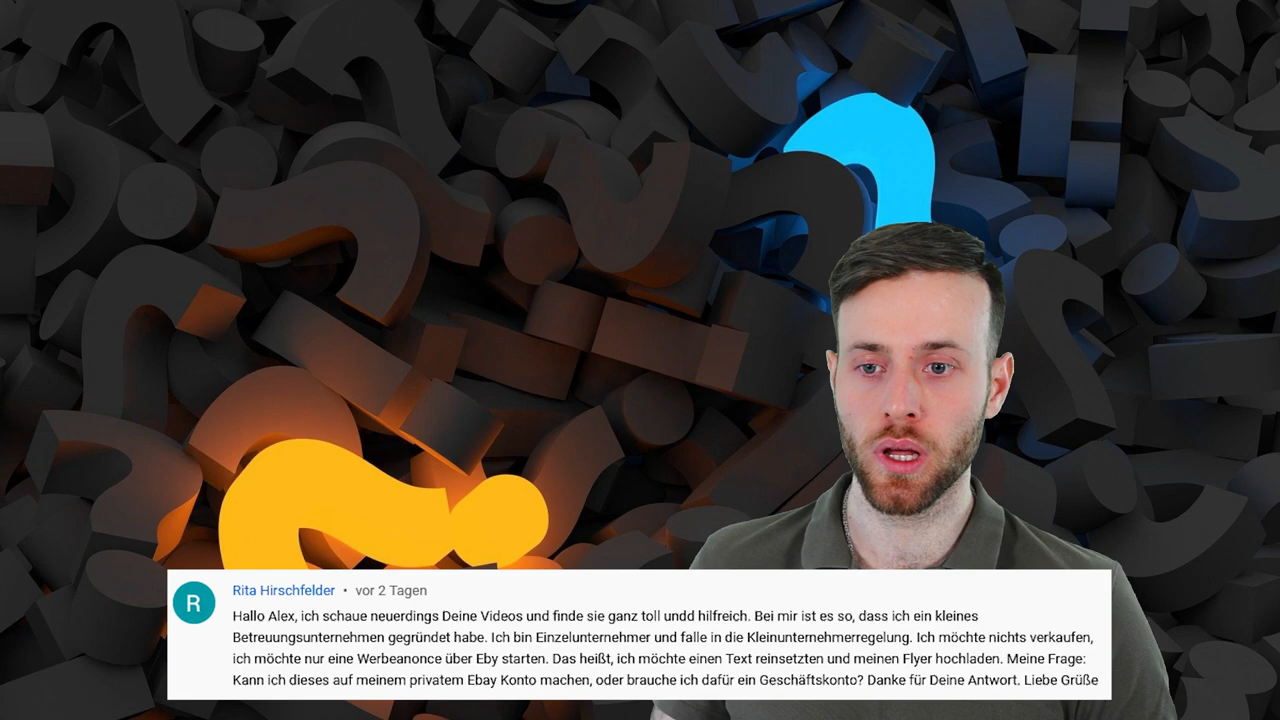 R
Rita Hirschfelder • vor 2 Tagen
Hallo Alex, ich schaue neuerdings Deine Videos und finde sie ganz toll undd hilfreich. Bei mir ist es so, dass ich ein kleines
Betreuungsunternehmen gegründet habe. Ich bin Einzelunternehmer und falle in die Kleinunternehmerregelung. Ich möchte nichts verkaufen,
ich möchte nur eine Werbeanonce über Eby starten. Das heißt, ich möchte einen Text reinsetzten und meinen Flyer hochladen. Meine Frage:
Kann ich dieses auf meinem privatem Ebay Konto machen, oder brauche ich dafür ein Geschäftskonto? Danke für Deine Antwort. Liebe Grüße